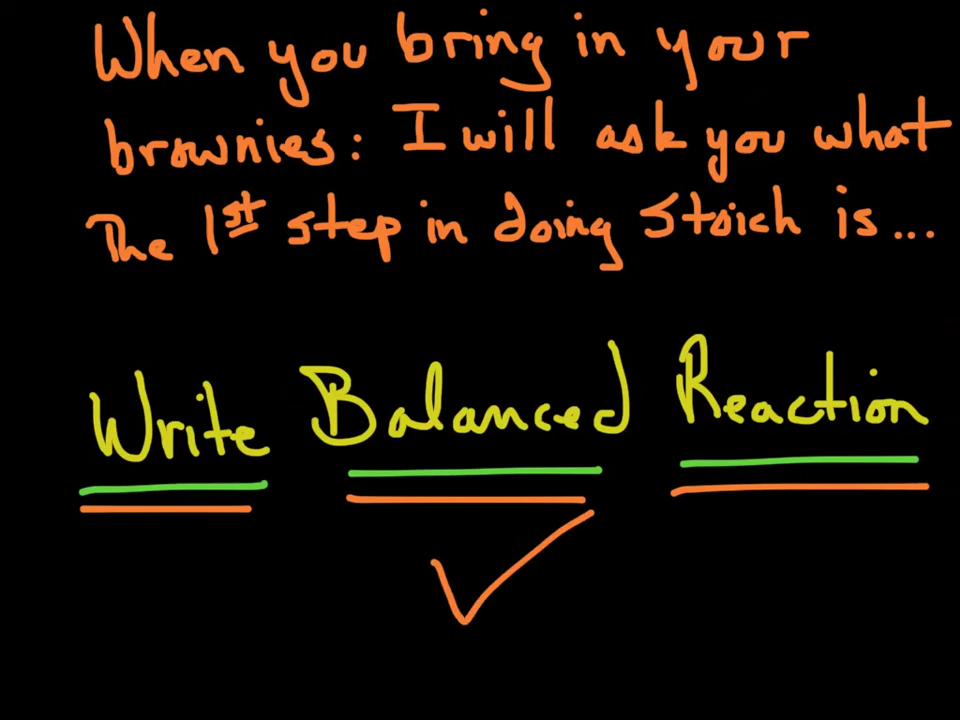 When you bring in your
brownies: I will ask you what
The 1st step in doing Stoich is...
Write Balanced Reaction